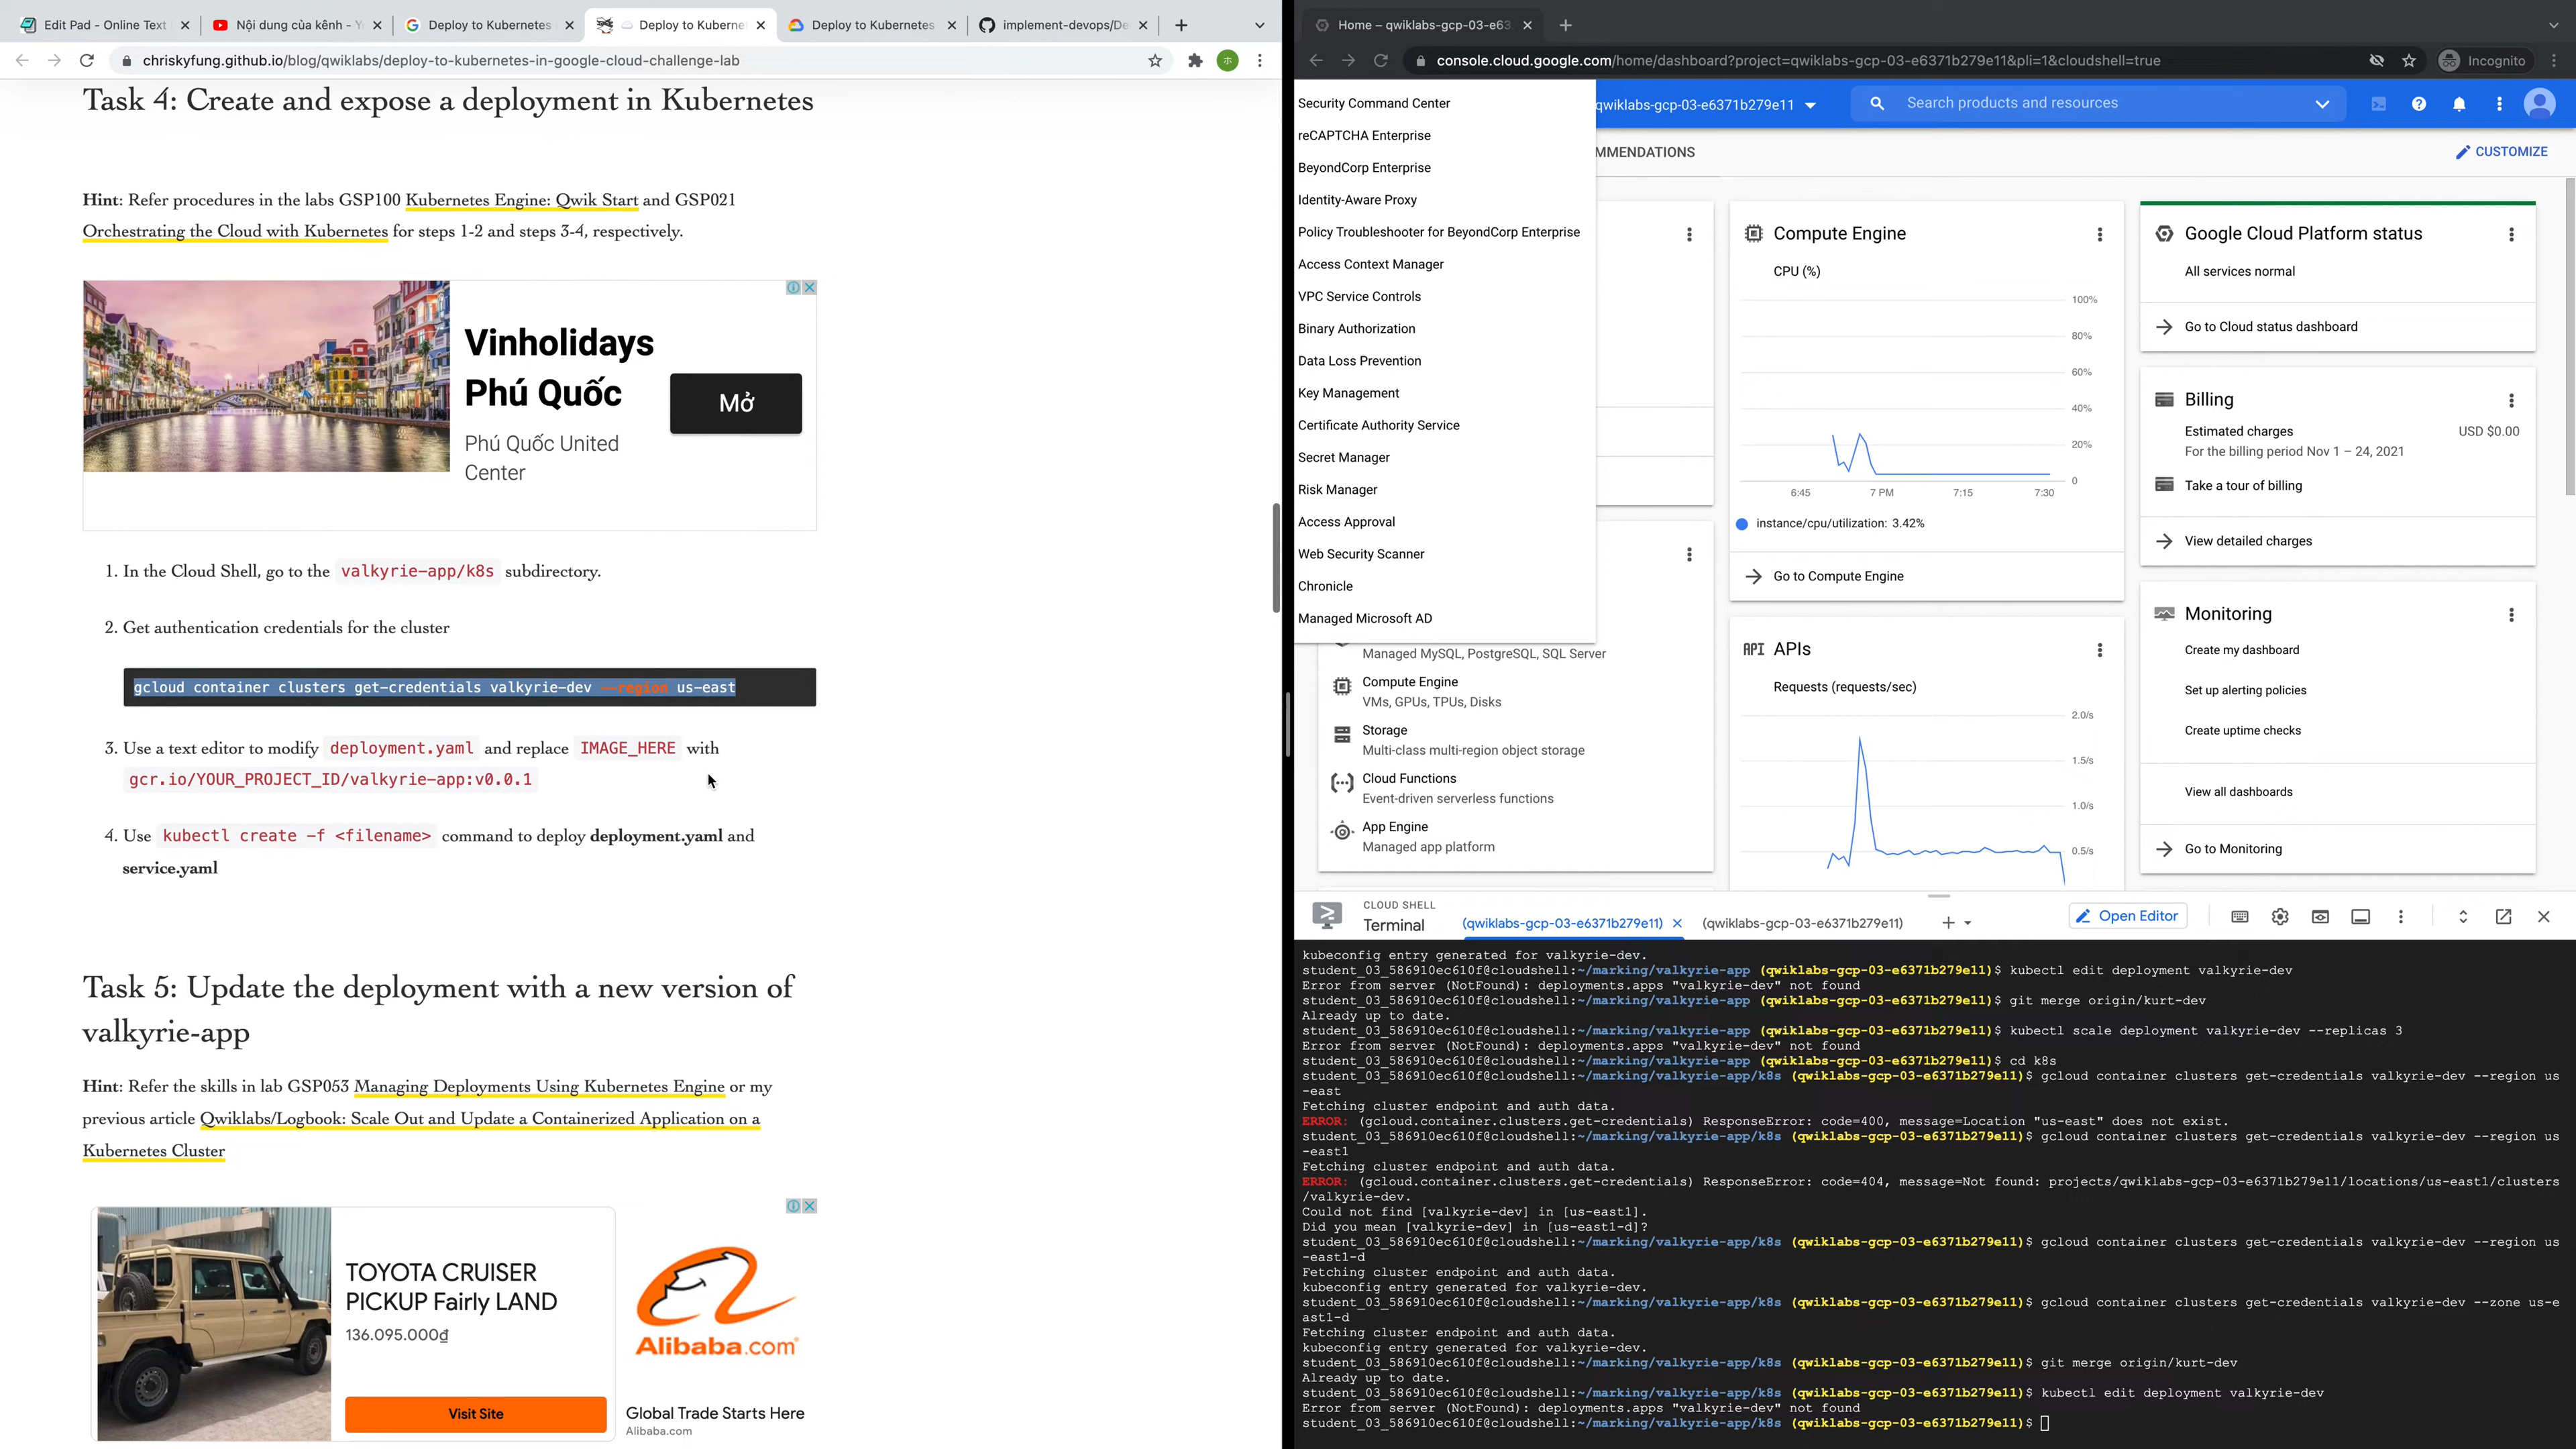 Edit Pad - Online Text
Nội dung của kênh - Y
Deploy to Kubernetes
Deploy to Kuberne
Deploy to Kubernetes
implement-devops/De
chriskyfung.github.io/blog/qwiklabs/deploy-to-kubernetes-in-google-cloud-challenge-lab
Task 4: Create and expose a deployment in Kubernetes
Hint: Refer procedures in the labs GSP100 Kubernetes Engine: Qwik Start and GSP021
Orchestrating the Cloud with Kubernetes for steps 1-2 and steps 3-4, respectively.
Vinholidays
Phú Quốc
Phú Quốc United
Center
Mở
1. In the Cloud Shell, go to the valkyrie-app/k8s subdirectory.
2. Get authentication credentials for the cluster
gcloud container clusters get-credentials valkyrie-dev --region us-east
3. Use a text editor to modify deployment.yaml and replace IMAGE_HERE with
gcr.io/YOUR_PROJECT_ID/valkyrie-app:v0.0.1
4. Use kubectl create -f <filename> command to deploy deployment.yaml and
service.yaml
Task 5: Update the deployment with a new version of
valkyrie-app
Hint: Refer the skills in lab GSP053 Managing Deployments Using Kubernetes Engine or my
previous article Qwiklabs/Logbook: Scale Out and Update a Containerized Application on a
Kubernetes Cluster
TOYOTA CRUISER
PICKUP Fairly LAND
136.095.000₫
Visit Site
Alibaba.com
Global Trade Starts Here
Alibaba.com
Home – qwiklabs-gcp-03-e63
console.cloud.google.com/home/dashboard?project=qwiklabs-gcp-03-e6371b279e11&pli=1&cloudshell=true
Incognito
qwiklabs-gcp-03-e6371b279e11
Search products and resources
MMENDATIONS
CUSTOMIZE
Security Command Center
reCAPTCHA Enterprise
BeyondCorp Enterprise
Identity-Aware Proxy
Policy Troubleshooter for BeyondCorp Enterprise
Access Context Manager
VPC Service Controls
Binary Authorization
Data Loss Prevention
Key Management
Certificate Authority Service
Secret Manager
Risk Manager
Access Approval
Web Security Scanner
Chronicle
Managed Microsoft AD
Managed MySQL, PostgreSQL, SQL Server
Compute Engine
VMs, GPUs, TPUs, Disks
Storage
Multi-class multi-region object storage
Cloud Functions
Event-driven serverless functions
App Engine
Managed app platform
Compute Engine
CPU (%)
100%
80%
60%
40%
20%
0
6:45
7 PM
7:15
7:30
instance/cpu/utilization: 3.42%
Go to Compute Engine
API APIs
Requests (requests/sec)
2.0/s
1.5/s
1.0/s
0.5/s
Google Cloud Platform status
All services normal
Go to Cloud status dashboard
Billing
Estimated charges USD $0.00
For the billing period Nov 1 – 24, 2021
Take a tour of billing
View detailed charges
Monitoring
Create my dashboard
Set up alerting policies
Create uptime checks
View all dashboards
Go to Monitoring
CLOUD SHELL
Terminal
(qwiklabs-gcp-03-e6371b279e11)
(qwiklabs-gcp-03-e6371b279e11)
Open Editor
kubeconfig entry generated for valkyrie-dev.
student_03_586910ec610f@cloudshell:~/marking/valkyrie-app (qwiklabs-gcp-03-e6371b279e11)$ kubectl edit deployment valkyrie-dev
Error from server (NotFound): deployments.apps "valkyrie-dev" not found
student_03_586910ec610f@cloudshell:~/marking/valkyrie-app (qwiklabs-gcp-03-e6371b279e11)$ git merge origin/kurt-dev
Already up to date.
student_03_586910ec610f@cloudshell:~/marking/valkyrie-app (qwiklabs-gcp-03-e6371b279e11)$ kubectl scale deployment valkyrie-dev --replicas 3
Error from server (NotFound): deployments.apps "valkyrie-dev" not found
student_03_586910ec610f@cloudshell:~/marking/valkyrie-app (qwiklabs-gcp-03-e6371b279e11)$ cd k8s
student_03_586910ec610f@cloudshell:~/marking/valkyrie-app/k8s (qwiklabs-gcp-03-e6371b279e11)$ gcloud container clusters get-credentials valkyrie-dev --region us
-east
Fetching cluster endpoint and auth data.
ERROR: (gcloud.container.clusters.get-credentials) ResponseError: code=400, message=Location "us-east" does not exist.
student_03_586910ec610f@cloudshell:~/marking/valkyrie-app/k8s (qwiklabs-gcp-03-e6371b279e11)$ gcloud container clusters get-credentials valkyrie-dev --region us
-east1
Fetching cluster endpoint and auth data.
ERROR: (gcloud.container.clusters.get-credentials) ResponseError: code=404, message=Not found: projects/qwiklabs-gcp-03-e6371b279e11/locations/us-east1/clusters
/valkyrie-dev.
Could not find [valkyrie-dev] in [us-east1].
Did you mean [valkyrie-dev] in [us-east1-d]?
student_03_586910ec610f@cloudshell:~/marking/valkyrie-app/k8s (qwiklabs-gcp-03-e6371b279e11)$ gcloud container clusters get-credentials valkyrie-dev --region us
-east1-d
Fetching cluster endpoint and auth data.
kubeconfig entry generated for valkyrie-dev.
student_03_586910ec610f@cloudshell:~/marking/valkyrie-app/k8s (qwiklabs-gcp-03-e6371b279e11)$ gcloud container clusters get-credentials valkyrie-dev --zone us-e
ast1-d
Fetching cluster endpoint and auth data.
kubeconfig entry generated for valkyrie-dev.
student_03_586910ec610f@cloudshell:~/marking/valkyrie-app/k8s (qwiklabs-gcp-03-e6371b279e11)$ git merge origin/kurt-dev
Already up to date.
student_03_586910ec610f@cloudshell:~/marking/valkyrie-app/k8s (qwiklabs-gcp-03-e6371b279e11)$ kubectl edit deployment valkyrie-dev
Error from server (NotFound): deployments.apps "valkyrie-dev" not found
student_03_586910ec610f@cloudshell:~/marking/valkyrie-app/k8s (qwiklabs-gcp-03-e6371b279e11)$